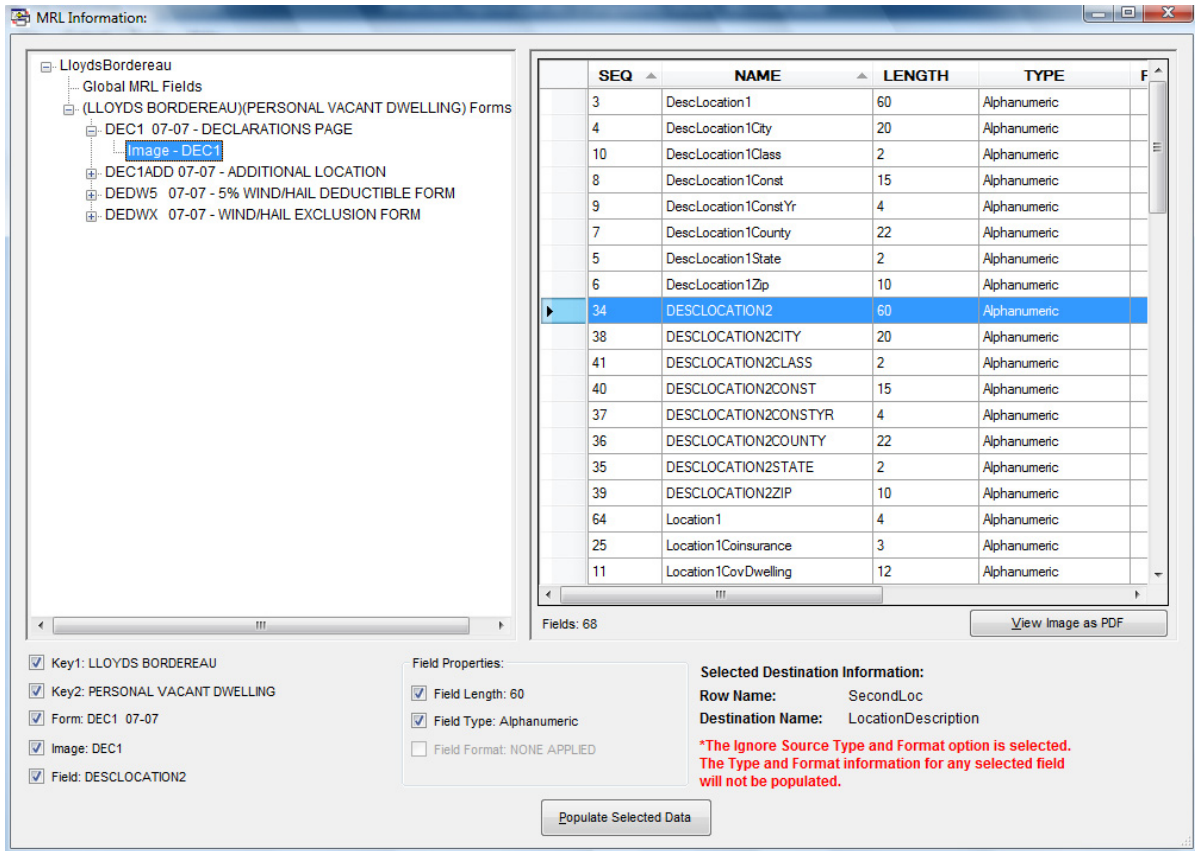 MRL Information:
LloydsBordereau
Global MRL Fields
(LLOYDS BORDEREAU)(PERSONAL VACANT DWELLING) Forms
DEC1 07-07 - DECLARATIONS PAGE
Image - DEC1
DEC1ADD 07-07 - ADDITIONAL LOCATION
DEDW5 07-07 - 5% WIND/HAIL DEDUCTIBLE FORM
DEDWX 07-07 - WIND/HAIL EXCLUSION FORM
SEQ NAME LENGTH TYPE F
3 DescLocation1 60 Alphanumeric
4 DescLocation1City 20 Alphanumeric
10 DescLocation1Class 2 Alphanumeric
8 DescLocation1Const 15 Alphanumeric
9 DescLocation1ConstYr 4 Alphanumeric
7 DescLocation1County 22 Alphanumeric
5 DescLocation1State 2 Alphanumeric
6 DescLocation1Zip 10 Alphanumeric
34 DESCLOCATION2 60 Alphanumeric
38 DESCLOCATION2CITY 20 Alphanumeric
41 DESCLOCATION2CLASS 2 Alphanumeric
40 DESCLOCATION2CONST 15 Alphanumeric
37 DESCLOCATION2CONSTYR 4 Alphanumeric
36 DESCLOCATION2COUNTY 22 Alphanumeric
35 DESCLOCATION2STATE 2 Alphanumeric
39 DESCLOCATION2ZIP 10 Alphanumeric
64 Location1 4 Alphanumeric
25 Location1Coinsurance 3 Alphanumeric
11 Location1CovDwelling 12 Alphanumeric
Fields: 68
View Image as PDF
Key1: LLOYDS BORDEREAU
Key2: PERSONAL VACANT DWELLING
Form: DEC1 07-07
Image: DEC1
Field: DESCLOCATION2
Field Properties:
Field Length: 60
Field Type: Alphanumeric
Field Format: NONE APPLIED
Selected Destination Information:
Row Name: SecondLoc
Destination Name: LocationDescription
*The Ignore Source Type and Format option is selected.
The Type and Format information for any selected field
will not be populated.
Populate Selected Data